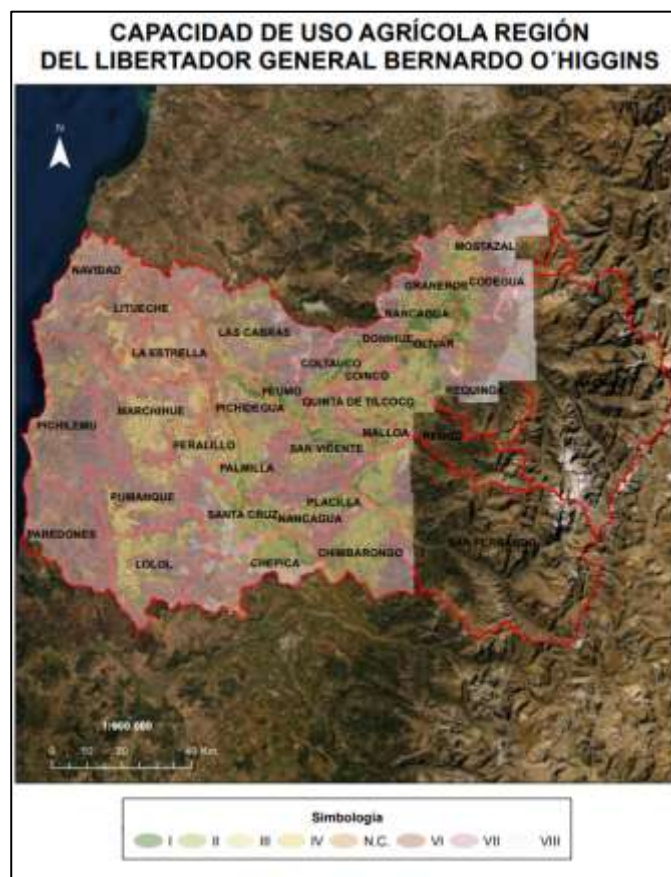 CAPACIDAD DE USO AGRÍCOLA REGIÓN
DEL LIBERTADOR GENERAL BERNARDO O´HIGGINS
N
MOSTAZAL
NAVIDAD
GRANEROS CODEGUA
LITUECHE
RANCAGUA
LAS CABRAS
DOÑIHUE
OLIVAR
LA ESTRELLA
COLTAUCO
COINCO
PEUMO
REQUINOA
MARCHIHUE
PICHIDEGUA
QUINTA DE TILCOCO
PICHILEMU
MALLOA
RENGO
PERALILLO
SAN VICENTE
PALMILLA
PUMANQUE
PLACILLA
SANTA CRUZ
NANCAGUA
PAREDONES
SAN FERNANDO
CHIMBARONGO
LOLOL
CHEPICA
1:900.000
0 10 20 40 Km
Simbología
I II III IV N.C. VI VII VIII